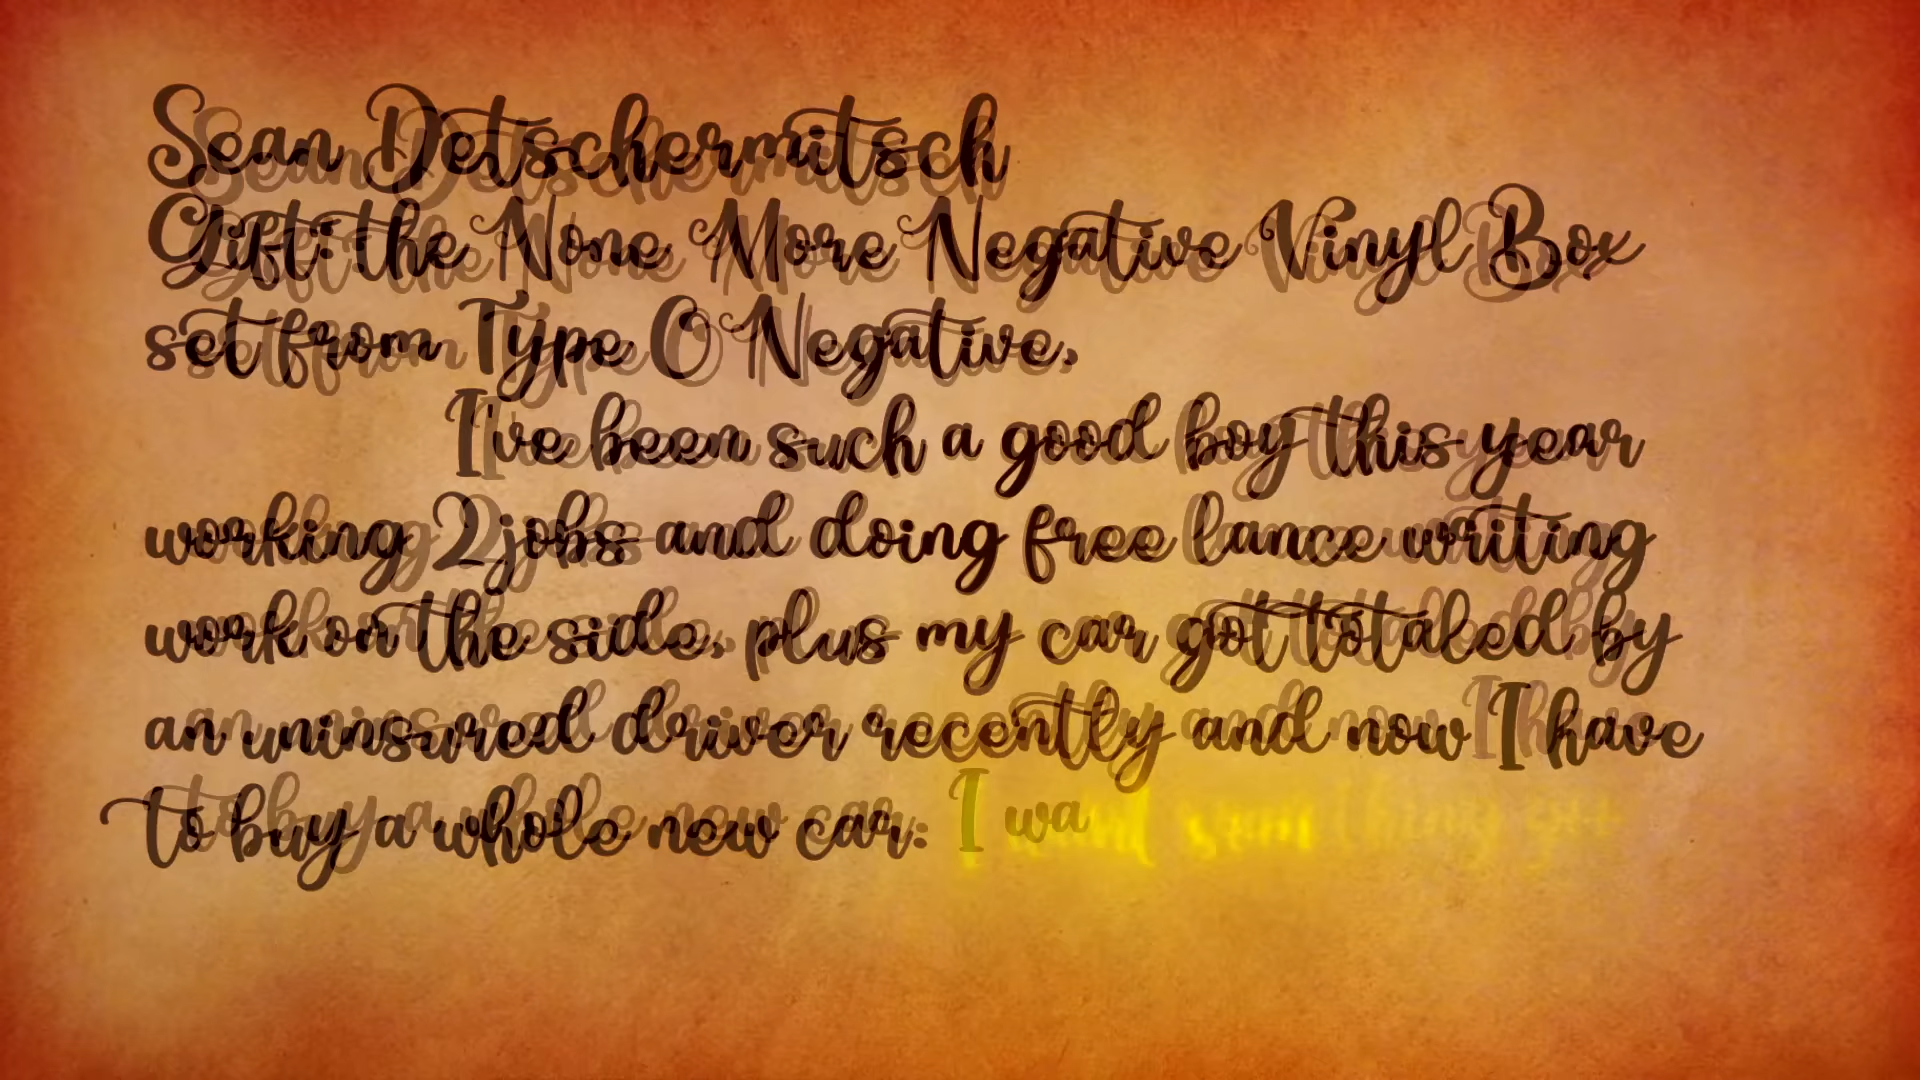 Sean Detschermitsch
Gift: the None More Negative Vinyl Box
set from Type O Negative.
I've been such a good boy this year
working 2 jobs and doing free lance writing
work on the side, plus my car got totaled by
an uninsured driver recently and now I have
to buy a whole new car: I wa